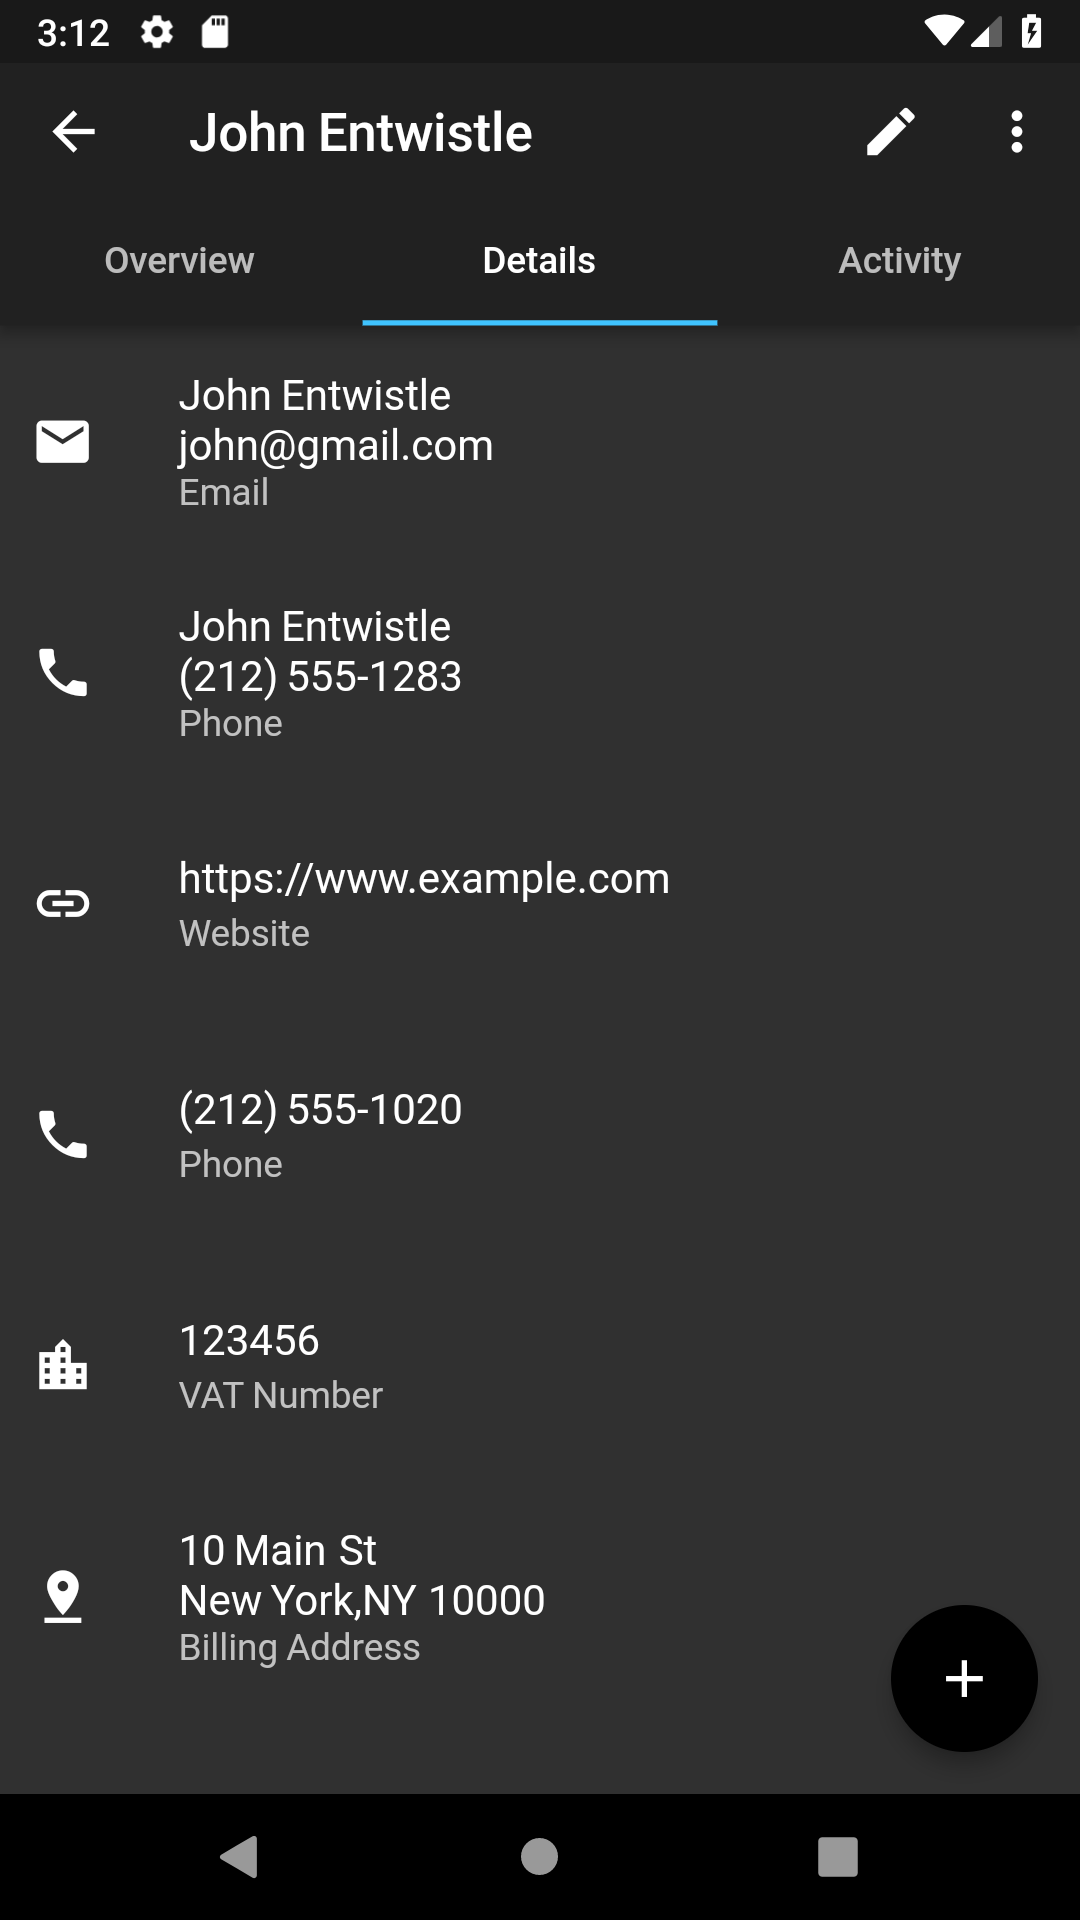 3:12
John Entwistle
Overview
Details
Activity
John Entwistle
john@gmail.com
Email
John Entwistle
(212) 555-1283
Phone
https://www.example.com
Website
(212) 555-1020
Phone
123456
VAT Number
10 Main St
New York,NY 10000
Billing Address